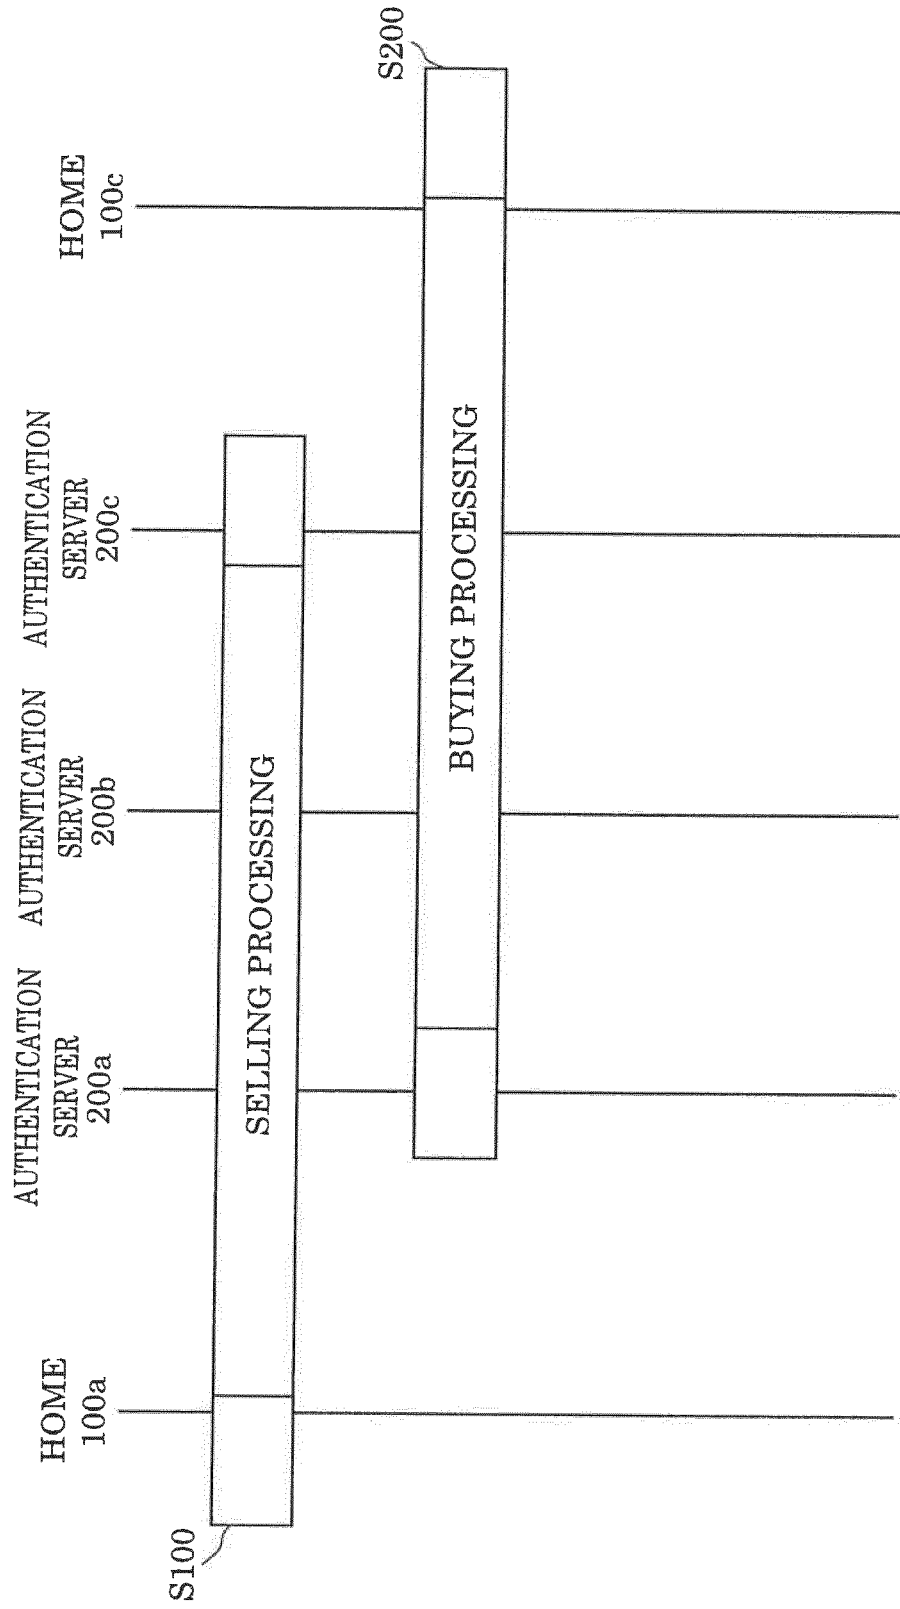 HOME
100a
AUTHENTICATION
SERVER
200a
AUTHENTICATION
SERVER
200b
AUTHENTICATION
SERVER
200c
HOME
100c
S100
SELLING PROCESSING
S200
BUYING PROCESSING